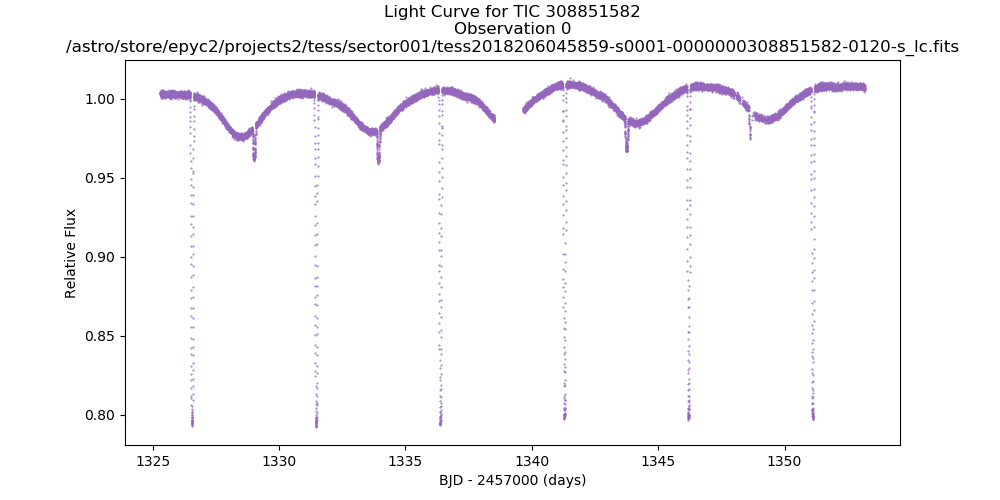 Light Curve for TIC 308851582
Observation 0
/astro/store/epyc2/projects2/tess/sector001/tess2018206045859-s0001-0000000308851582-0120-s_lc.fits
1.00
0.95
0.90
0.85
0.80
Relative Flux
1325
1330
1335
1340
1345
1350
BJD - 2457000 (days)